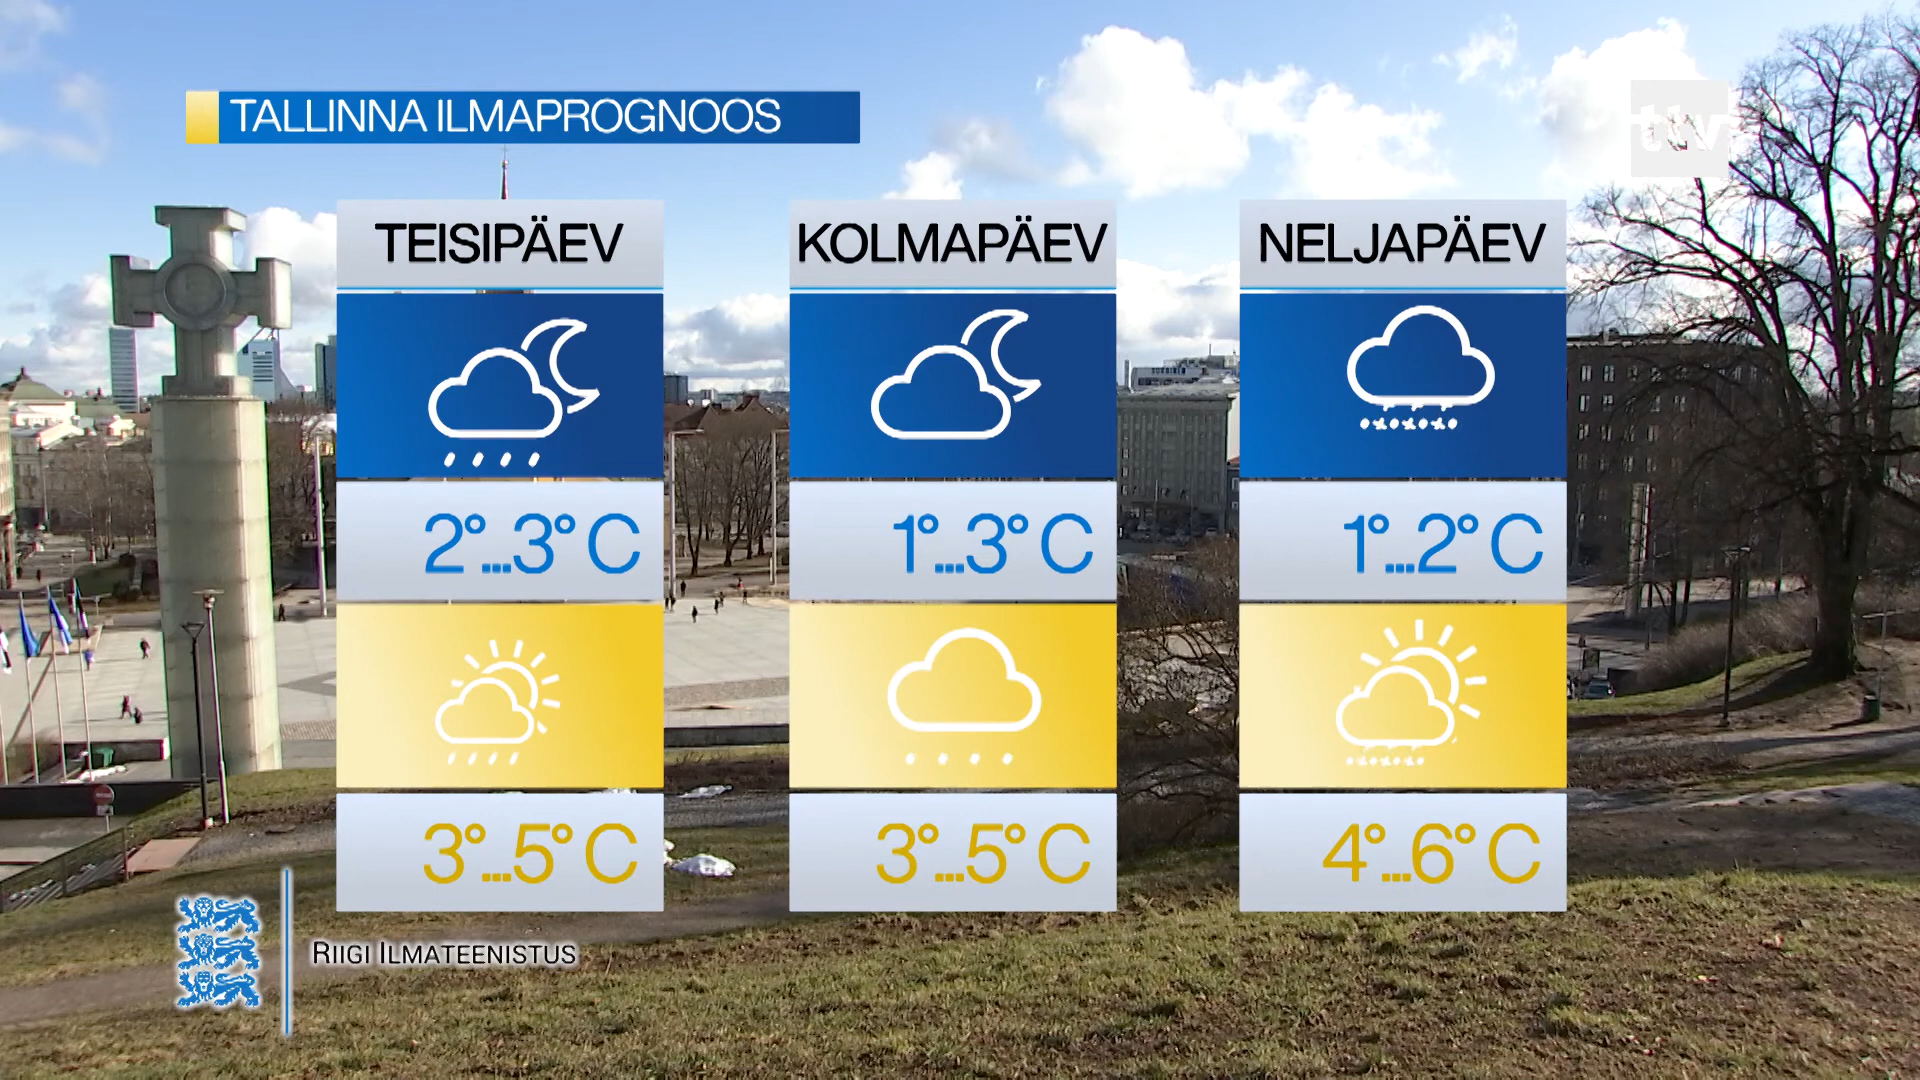 TALLINNA ILMAPROGNOOS
tlv
TEISIPÄEV
KOLMAPÄEV
NELJAPÄEV
2°...3° C
1°...3° C
1°...2° C
3°...5° C
3°...5° C
4°...6° C
RIIGI ILMATEENISTUS